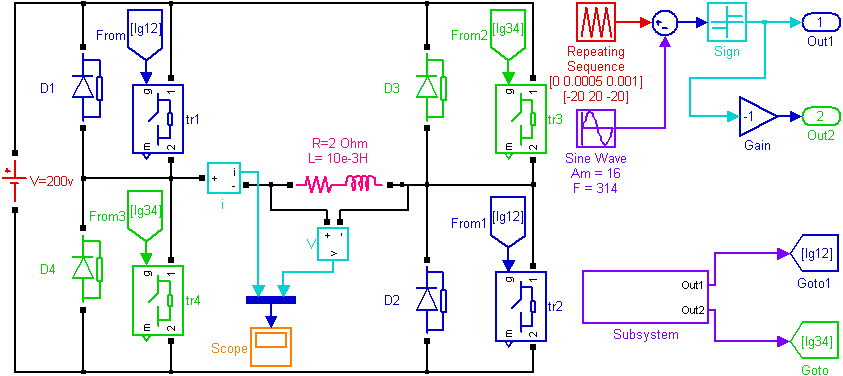 From
[Ig12]
From2
[Ig34]
D1
D3
g
1
m
2
tr1
g
1
m
2
tr3
Repeating
Sequence
[0 0.0005 0.001]
[-20 20 -20]
Sign
1
Out1
-1
Gain
2
Out2
Sine Wave
Am = 16
F = 314
V=200v
R=2 Ohm
L= 10e-3H
+
-
i
i
From3
[Ig34]
From1
[Ig12]
V
+
-
v
D4
D2
g
1
m
2
tr4
g
1
m
2
tr2
Scope
Out1
Out2
Subsystem
[Ig12]
Goto1
[Ig34]
Goto